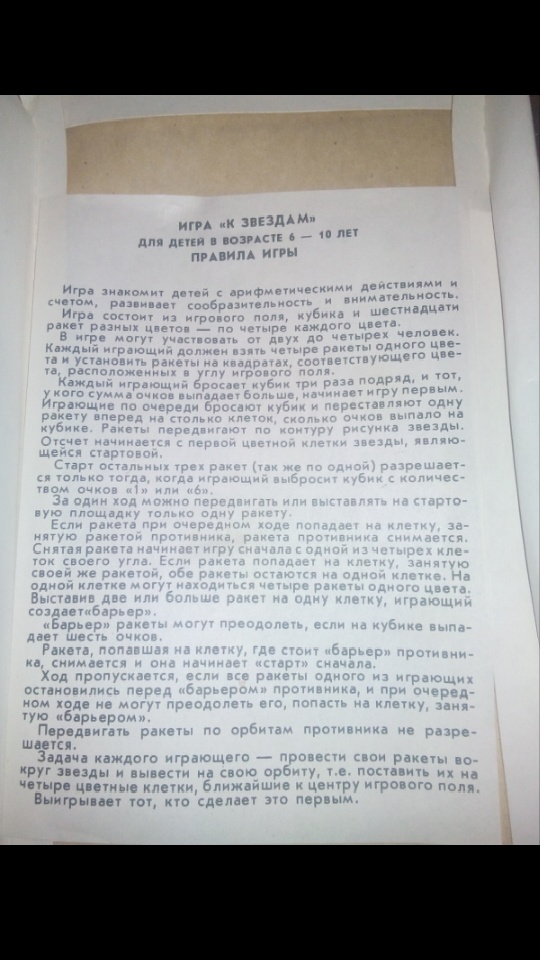 ИГРА «К ЗВЕЗДАМ»
ДЛЯ ДЕТЕЙ В ВОЗРАСТЕ 6 — 10 ЛЕТ
ПРАВИЛА ИГРЫ
Игра знакомит детей с арифметическими действиями и
счетом, развивает сообразительность и внимательность.
Игра состоит из игрового поля, кубика и шестнадцати
ракет разных цветов — по четыре каждого цвета.
В игре могут участвовать от двух до четырех человек.
Каждый играющий должен взять четыре ракеты одного цве-
та и установить ракеты на квадратах, соответствующего цве-
та, расположенных в углу игрового поля.
Каждый играющий бросает кубик три раза подряд, и тот,
у кого сумма очков выпадает больше, начинает игру первым.
Играющие по очереди бросают кубик и переставляют одну
ракету вперед на столько клеток, сколько очков выпало на
кубике. Ракеты передвигают по контуру рисунка звезды.
Отсчет начинается с первой цветной клетки звезды, являю-
щейся стартовой.
Старт остальных трех ракет (так же по одной) разрешает-
ся только тогда, когда играющий выбросит кубик с количес-
твом очков «1» или «6».
За один ход можно передвигать или выставлять на старто-
вую площадку только одну ракету.
Если ракета при очередном ходе попадает на клетку, за-
нятую ракетой противника, ракета противника снимается.
Снятая ракета начинает игру сначала с одной из четырех кле-
ток своего угла. Если ракета попадает на клетку, занятую
своей же ракетой, обе ракеты остаются на одной клетке. На
одной клетке могут находиться четыре ракеты одного цвета.
Выставив две или больше ракет на одну клетку, играющий
создает«барьер».
«Барьер» ракеты могут преодолеть, если на кубике выпа-
дает шесть очков.
Ракета, попавшая на клетку, где стоит «барьер» противни-
ка, снимается и она начинает «старт» сначала.
Ход пропускается, если все ракеты одного из играющих
остановились перед «барьером» противника, и при очеред-
ном ходе не могут преодолеть его, попасть на клетку, заня-
тую «барьером».
Передвигать ракеты по орбитам противника не разре-
шается.
Задача каждого играющего — провести свои ракеты во-
круг звезды и вывести на свою орбиту, т.е. поставить их на
четыре цветные клетки, ближайшие к центру игрового поля.
Выигрывает тот, кто сделает это первым.